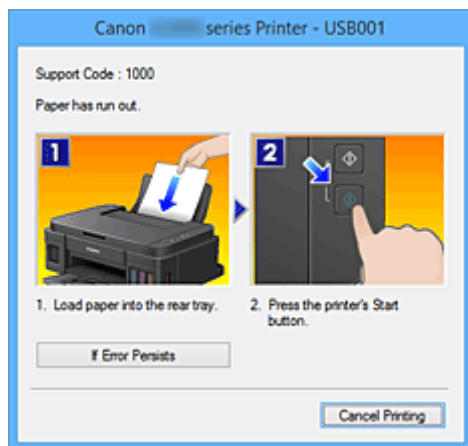 Canon series Printer - USB001
Support Code : 1000
Paper has run out.
1
2
1. Load paper into the rear tray.
2. Press the printer's Start
button.
If Error Persists
Cancel Printing